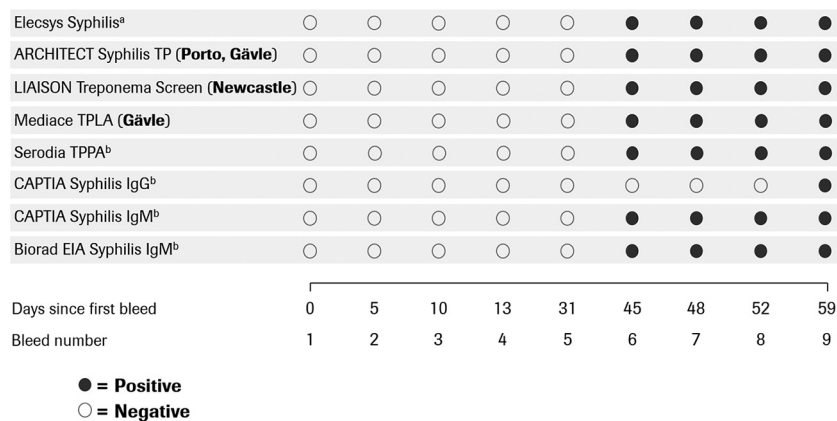 Elecsys Syphilisᵃ
ARCHITECT Syphilis TP (Porto, Gävle)
LIAISON Treponema Screen (Newcastle)
Mediace TPLA (Gävle)
Serodia TPPAᵇ
CAPTIA Syphilis IgGᵇ
CAPTIA Syphilis IgMᵇ
Biorad EIA Syphilis IgMᵇ
Days since first bleed 0 5 10 13 31 45 48 52 59
Bleed number 1 2 3 4 5 6 7 8 9
= Positive
= Negative